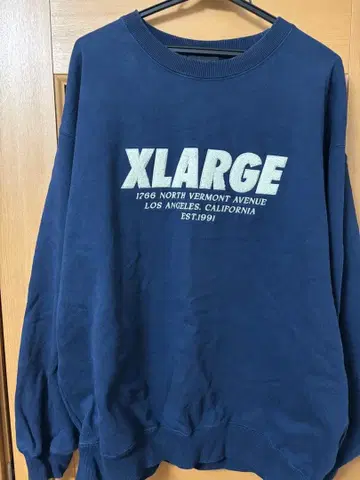 XLARGE
1766 NORTH VERMONT AVENUE
LOS ANGELES. CALIFORNIA
EST.1991